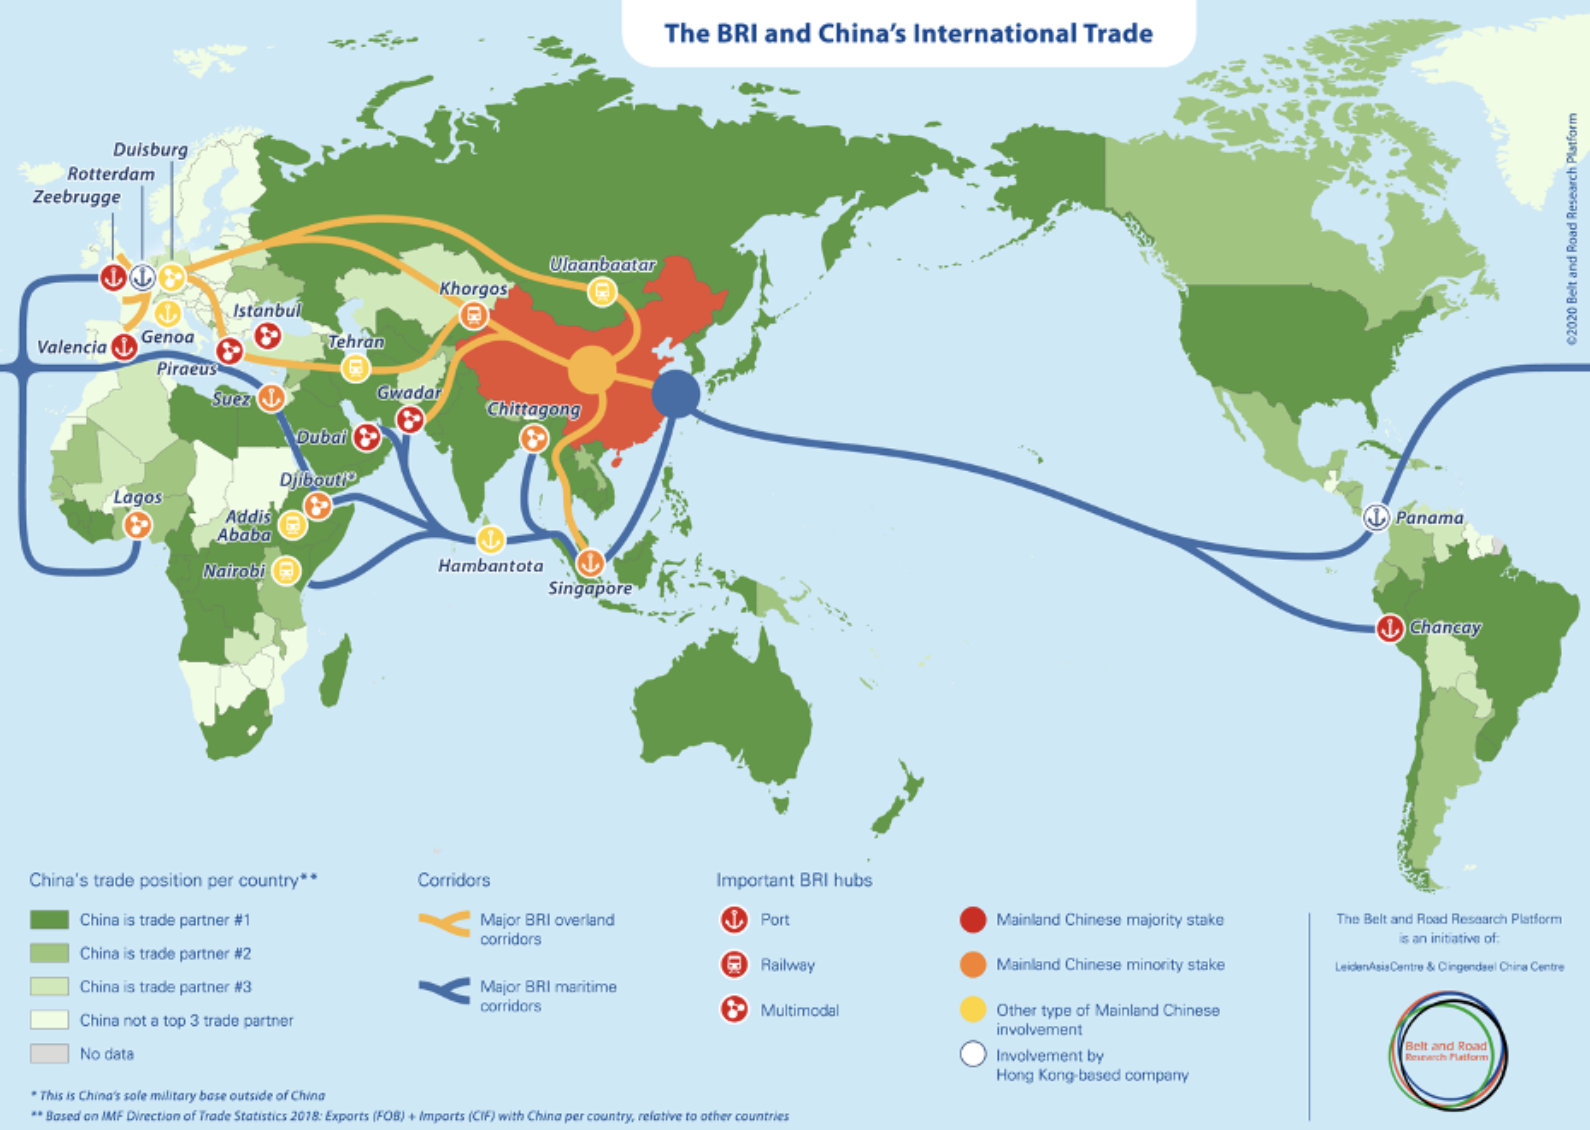 The BRI and China's International Trade
©2020 Belt and Road Research Platform
Duisburg
Rotterdam
Zeebrugge
Ulaanbaatar
Khorgos
Istanbul
Genoa
Valencia
Tehran
Piraeus
Suez
Gwadar
Chittagong
Dubai
Djibouti*
Lagos
Addis
Ababa
Nairobi
Hambantota
Singapore
Panama
Chancay
China's trade position per country**
China is trade partner #1
China is trade partner #2
China is trade partner #3
China not a top 3 trade partner
No data
* This is China's sole military base outside of China
** Based on IMF Direction of Trade Statistics 2018: Exports (FOB) + Imports (CIF) with China per country, relative to other countries
Corridors
Major BRI overland
corridors
Major BRI maritime
corridors
Important BRI hubs
Port
Railway
Multimodal
Mainland Chinese majority stake
Mainland Chinese minority stake
Other type of Mainland Chinese
involvement
Involvement by
Hong Kong-based company
The Belt and Road Research Platform
is an initiative of:
LeidenAsiaCentre & Clingendael China Centre
Belt and Road
Research Platform